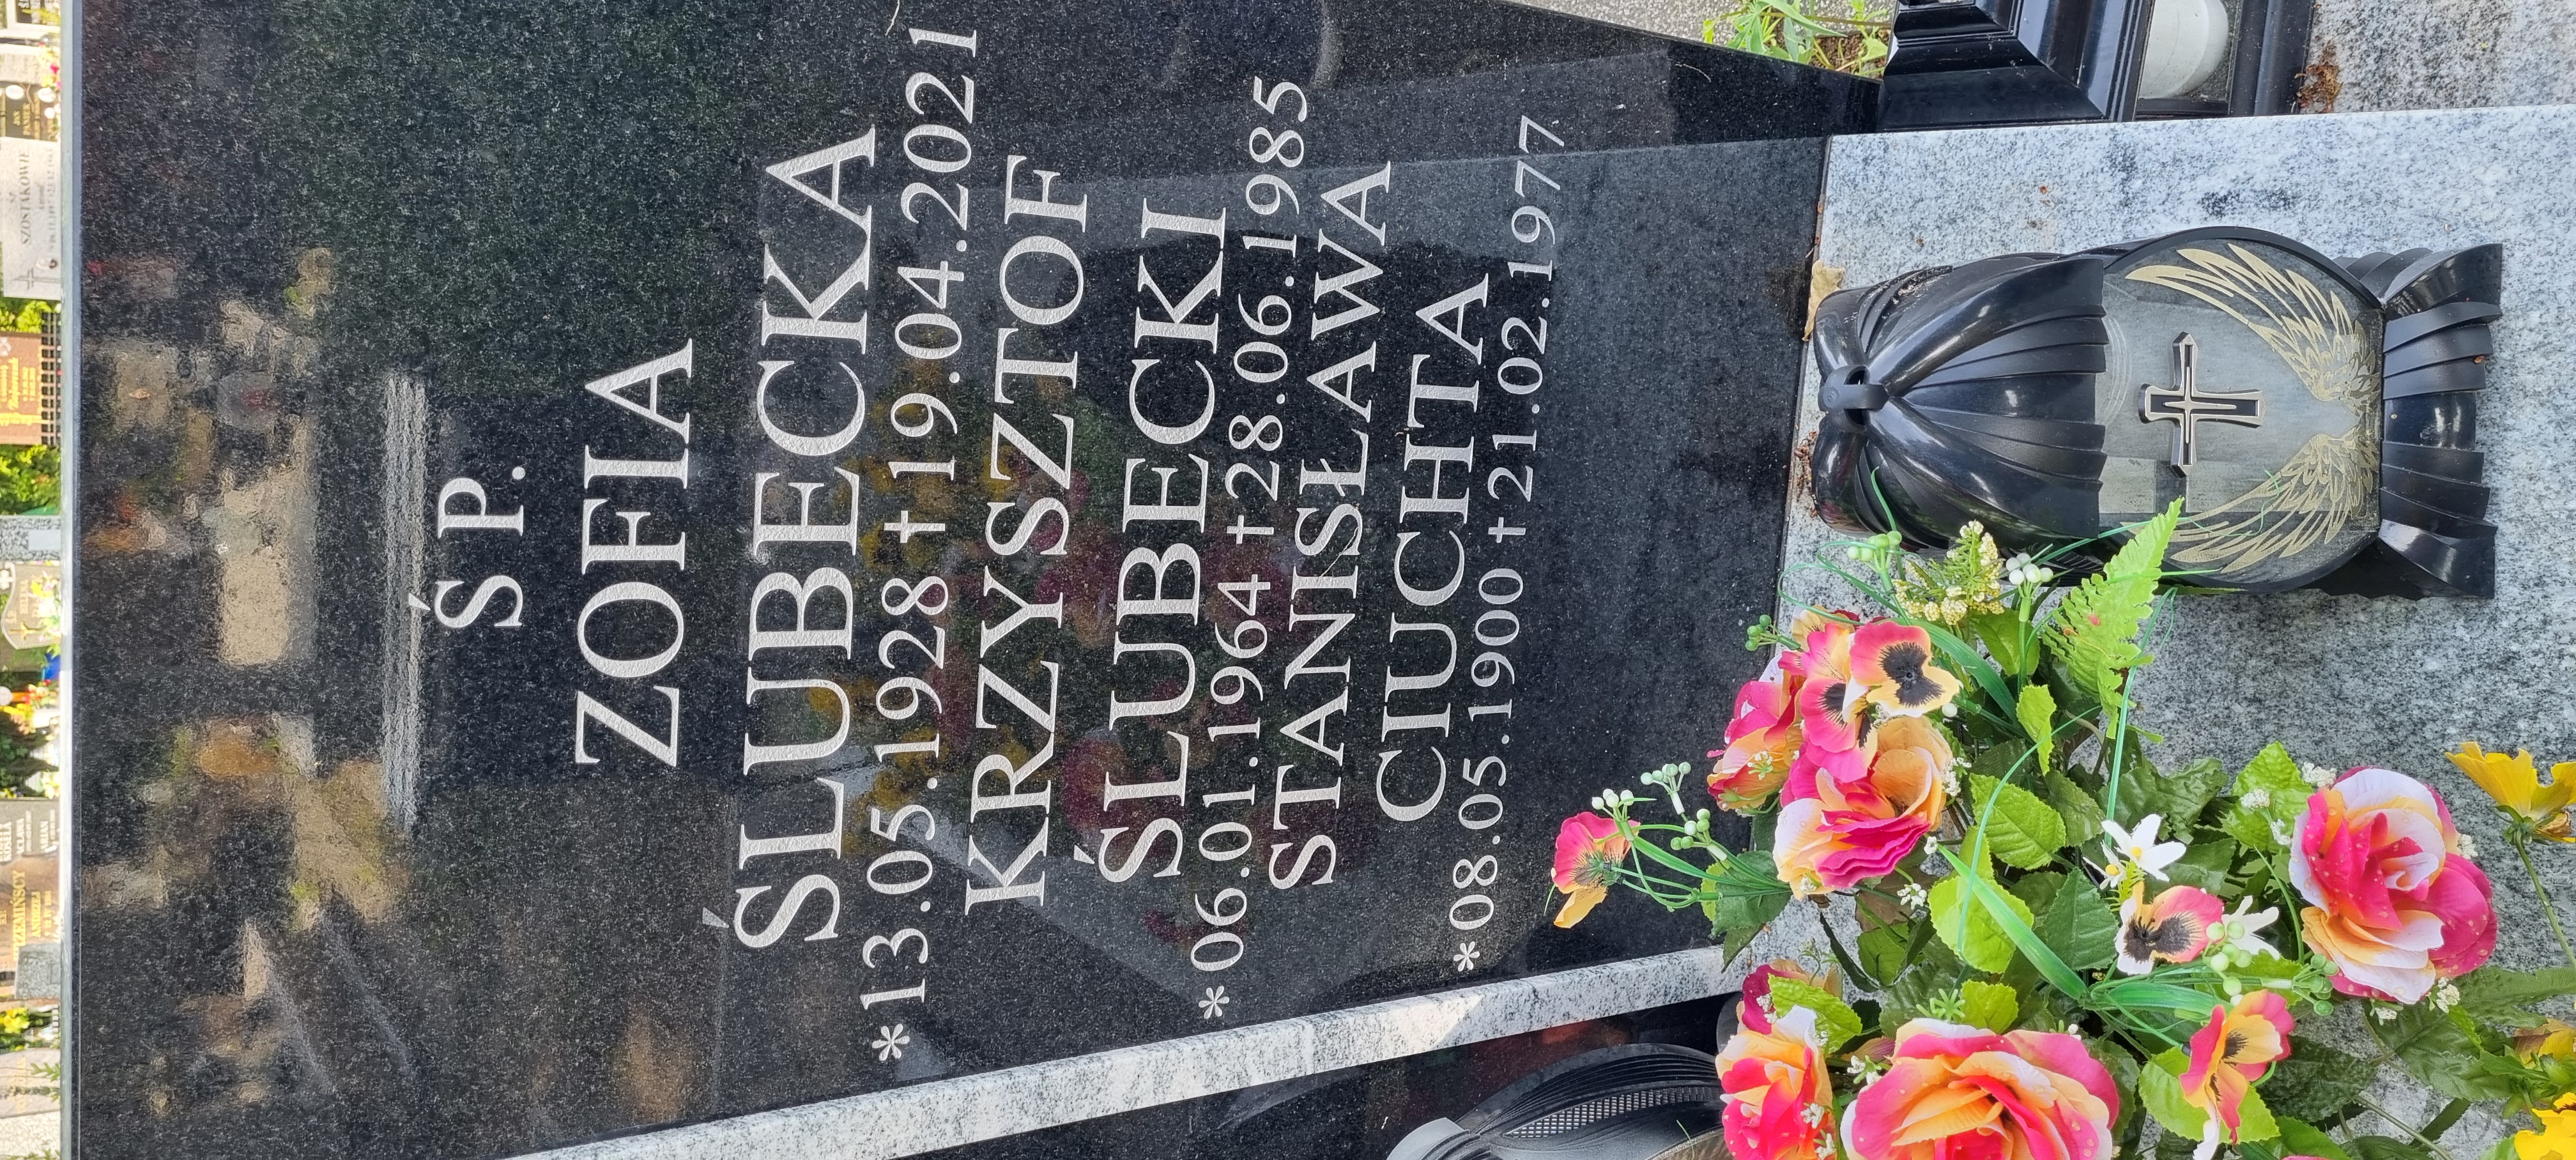 Ś P.
ZOFIA
ŚLUBECKA
*13.05.1928 †19.04.2021
KRZYSZTOF
ŚLUBECKI
*06.01.1964 †28.06.1985
STANISŁAWA
CIUCHTA
*08.05.1900 †21.02.1977
SZOSTAKOWIE